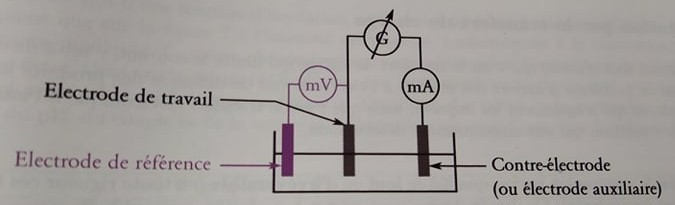 G
mV
mA
Electrode de travail
Electrode de référence
Contre-électrode
(ou électrode auxiliaire)